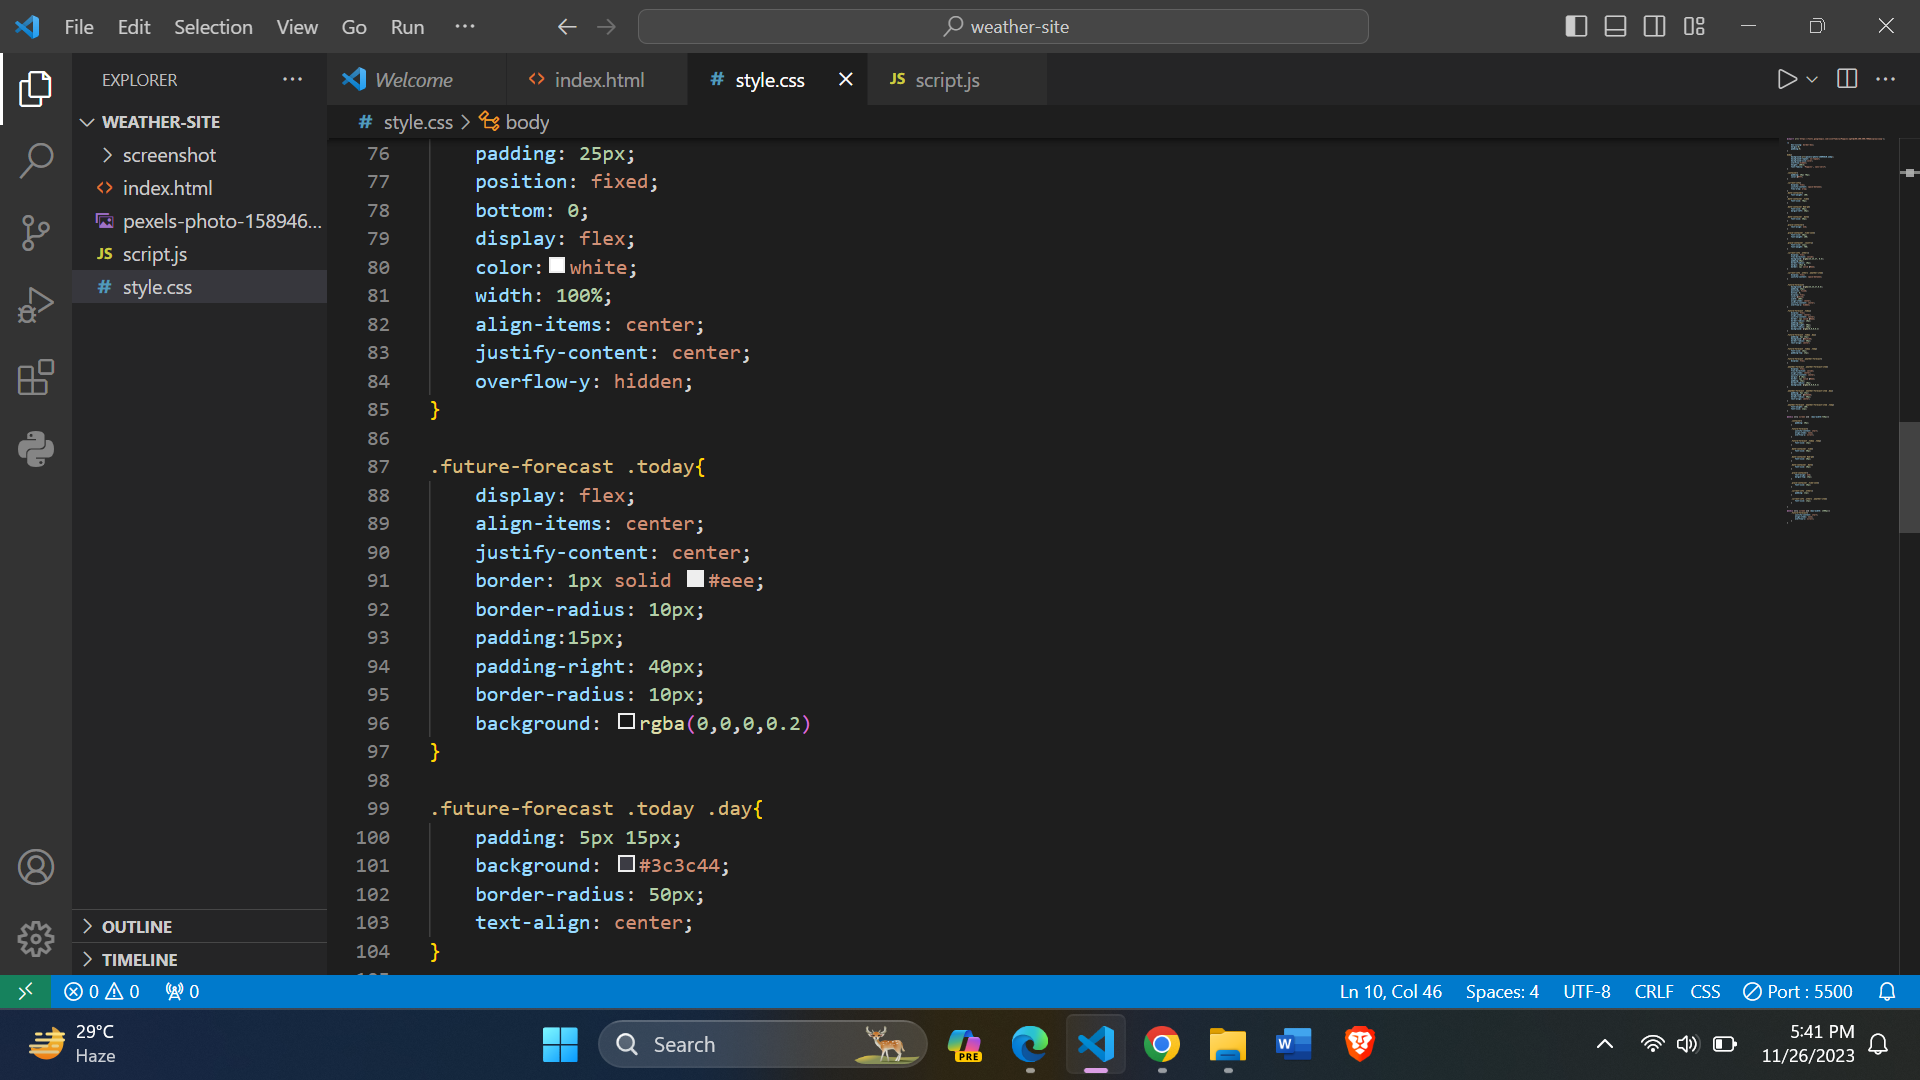 File Edit Selection View Go Run ···
weather-site
EXPLORER ···
Welcome
index.html
style.css
JS script.js
WEATHER-SITE
screenshot
index.html
pexels-photo-158946...
JS script.js
# style.css
# style.css > body
76 padding: 25px;
77 position: fixed;
78 bottom: 0;
79 display: flex;
80 color: white;
81 width: 100%;
82 align-items: center;
83 justify-content: center;
84 overflow-y: hidden;
85 }
86
87 .future-forecast .today{
88 display: flex;
89 align-items: center;
90 justify-content: center;
91 border: 1px solid #eee;
92 border-radius: 10px;
93 padding:15px;
94 padding-right: 40px;
95 border-radius: 10px;
96 background: rgba(0,0,0,0.2)
97 }
98
99 .future-forecast .today .day{
100 padding: 5px 15px;
101 background: #3c3c44;
102 border-radius: 50px;
103 text-align: center;
104 }
OUTLINE
TIMELINE
0 0 0
Ln 10, Col 46 Spaces: 4 UTF-8 CRLF CSS Port : 5500
29°C
Haze
Search
PRE
W
5:41 PM
11/26/2023